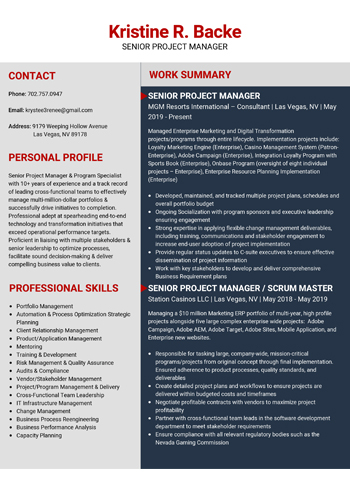 Kristine R. Backe
SENIOR PROJECT MANAGER
CONTACT
Phone: 702.757.0947
Email: krystee3renee@gmail.com
Address: 9179 Weeping Hollow Avenue
Las Vegas, NV 89178
PERSONAL PROFILE
Senior Project Manager & Program Specialist
with 10+ years of experience and a track record
of leading cross-functional teams to effectively
manage multi-million-dollar portfolios &
successfully drive initiatives to completion.
Professional adept at spearheading end-to-end
technology and transformation initiatives that
exceed operational performance targets.
Proficient in Liaising with multiple stakeholders &
senior leadership to optimize processes,
facilitate sound decision-making & deliver
compelling business value to clients.
PROFESSIONAL SKILLS
• Portfolio Management
• Automation & Process Optimization Strategic
Planning
• Client Relationship Management
• Product/Application Management
• Mentoring
• Training & Development
• Risk Management & Quality Assurance
• Audits & Compliance
• Vendor/Stakeholder Management
• Project/Program Management & Delivery
• Cross-Functional Team Leadership
• IT Infrastructure Management
• Change Management
• Business Process Reengineering
• Business Performance Analysis
• Capacity Planning
WORK SUMMARY
SENIOR PROJECT MANAGER
MGM Resorts International – Consultant | Las Vegas, NV | May
2019 - Present
Managed Enterprise Marketing and Digital Transformation
projects/programs throughout entire lifecycle. Implementation projects include:
Loyalty Marketing Engine (Enterprise), Casino Management System (Patron-
Enterprise), Adobe Campaign (Enterprise), Integration Loyalty Program with
Sports Book (Enterprise), Onbase Program (oversight of eight individual
projects – Enterprise), Enterprise Resource Planning Implementation
(Enterprise)
• Developed, maintained, and tracked multiple project plans, schedules and
overall budgets
• Ongoing Socialization with program sponsors and executive leadership
ensuring engagement
• Strong expertise in applying flexible change management deliverables,
including training, communications and stakeholder engagement to
increase end-user adoption of project implementation
• Provide regular status updates to C-suite executives to ensure effective
dissemination of project information
• Work with key stakeholders to develop and deliver comprehensive
Business Requirement plans
SENIOR PROJECT MANAGER / SCRUM MASTER
Station Casinos LLC | Las Vegas, NV | May 2018 - May 2019
Managing a $10 million Marketing ERP portfolio of multi-year, high profile
projects alongside five large complex enterprise wide projects: Adobe
Campaign, Adobe AEM, Adobe Target, Adobe Sites, Mobile Application, and
Enterprise new websites.
• Responsible for tasking large, company-wide, mission-critical
programs/projects from original concept through final implementation.
Ensured adherence to product processes, quality standards, and
deliverables
• Create detailed project plans and workflows to ensure projects are
delivered within budgeted costs and timeframes
• Negotiate profitable contracts with vendors to maximize project
profitability
• Partner with cross-functional team leads in the software development
department to meet stakeholder requirements
• Ensure compliance with all relevant regulatory bodies such as the
Nevada Gaming Commission